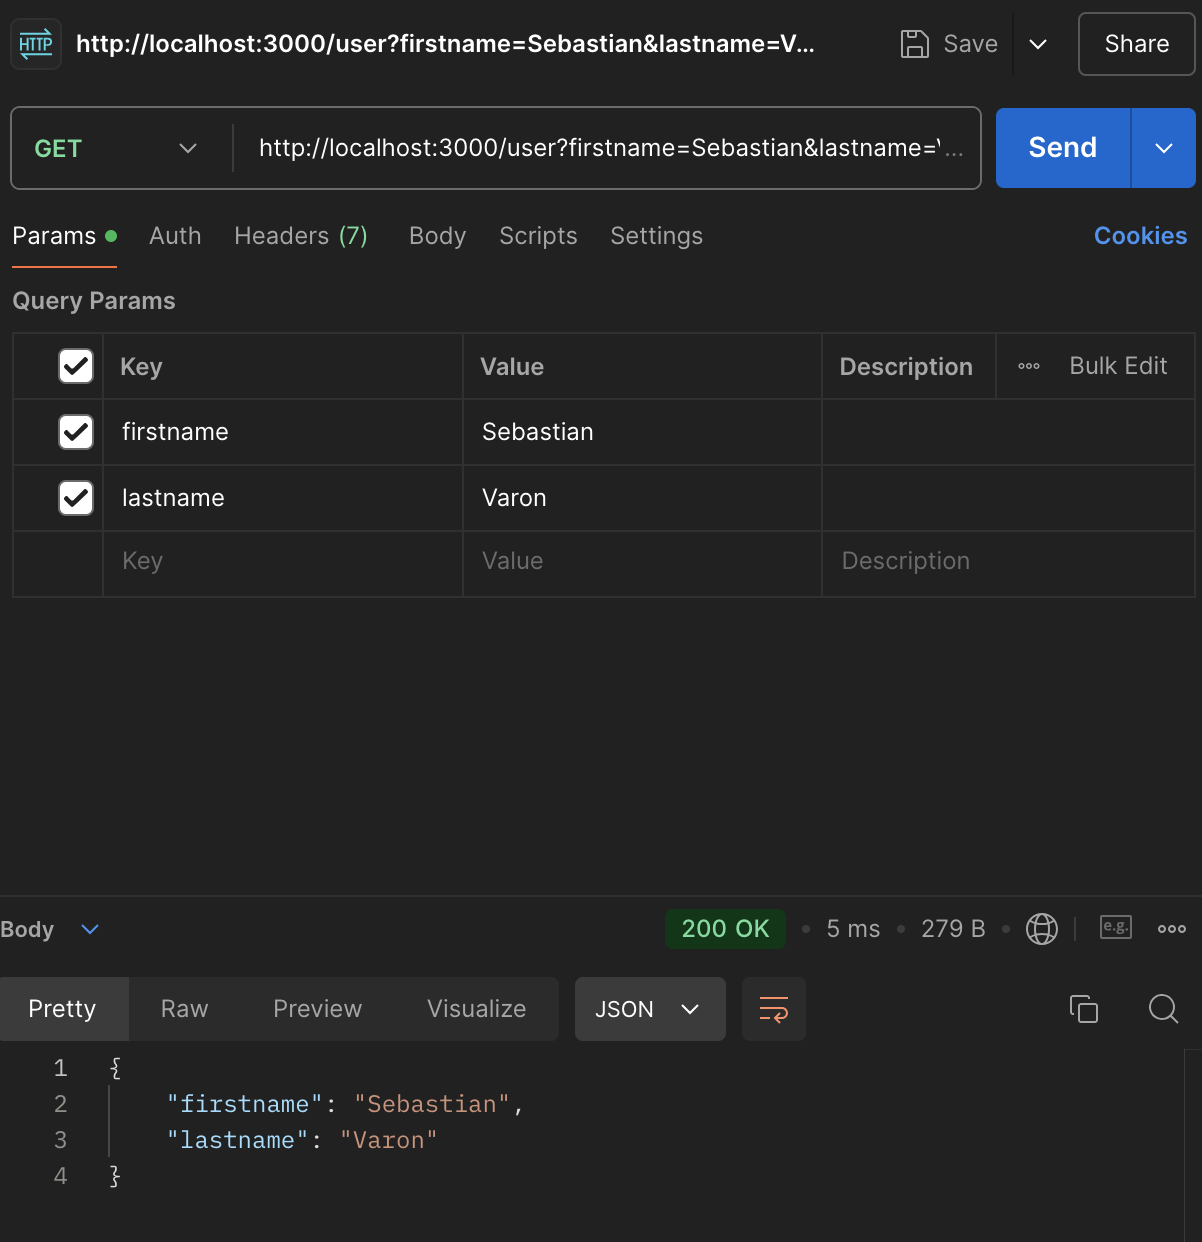 HTTP http://localhost:3000/user?firstname=Sebastian&lastname=V... Save Share
GET http://localhost:3000/user?firstname=Sebastian&lastname=V... Send
Params Auth Headers (7) Body Scripts Settings Cookies
Query Params
Key Value Description Bulk Edit
firstname Sebastian
lastname Varon
Key Value Description
Body 200 OK • 5 ms • 279 B • e.g.
Pretty Raw Preview Visualize JSON
1 {
2 "firstname": "Sebastian",
3 "lastname": "Varon"
4 }